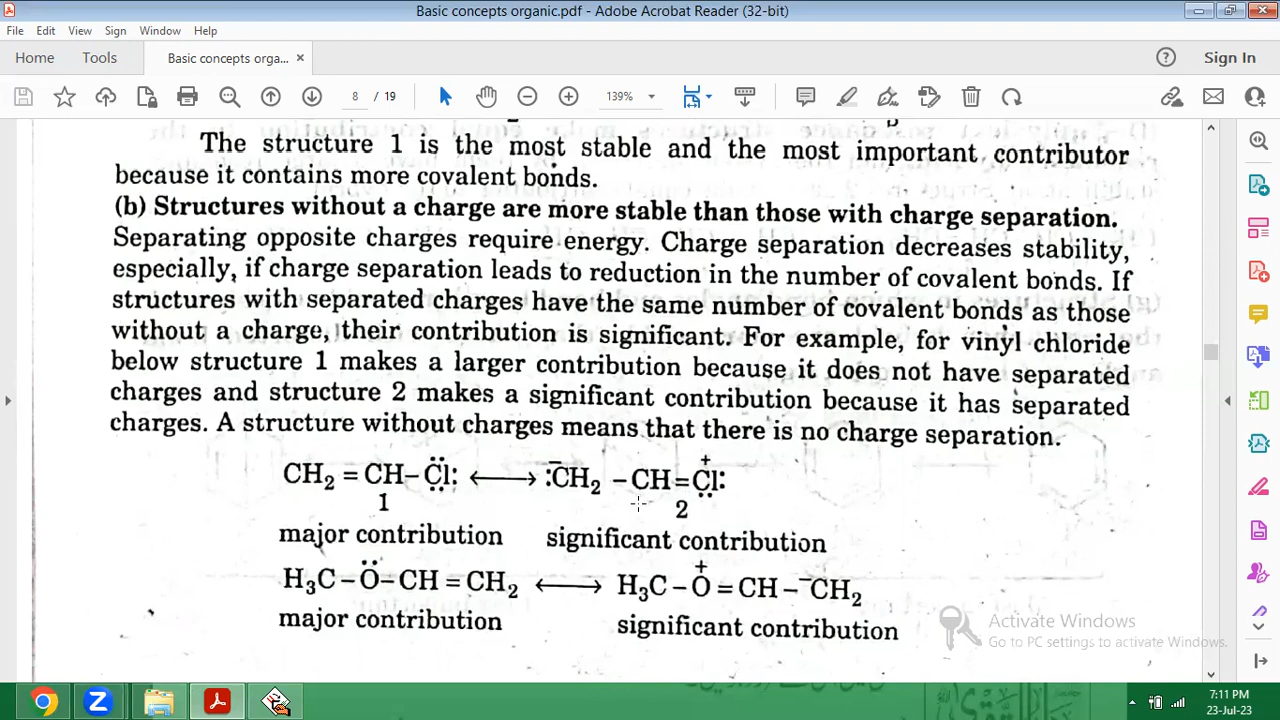 Basic concepts organic.pdf - Adobe Acrobat Reader (32-bit)
File Edit View Sign Window Help
Home Tools Basic concepts orga... × Sign In
8 / 19 139%
The structure 1 is the most stable and the most important contributor
because it contains more covalent bonds.
(b) Structures without a charge are more stable than those with charge separation.
Separating opposite charges require energy. Charge separation decreases stability,
especially, if charge separation leads to reduction in the number of covalent bonds. If
structures with separated charges have the same number of covalent bonds as those
without a charge, their contribution is significant. For example, for vinyl chloride
below structure 1 makes a larger contribution because it does not have separated
charges and structure 2 makes a significant contribution because it has separated
charges. A structure without charges means that there is no charge separation.
CH₂ = CH – C̈l: ⟷ :⁻CH₂ – CH = Cl⁺:
1 2
major contribution significant contribution
H₃C – Ö – CH = CH₂ ⟷ H₃C – O⁺ = CH – ⁻CH₂
major contribution significant contribution
Activate Windows
Go to PC settings to activate Windows.
7:11 PM
23-Jul-23